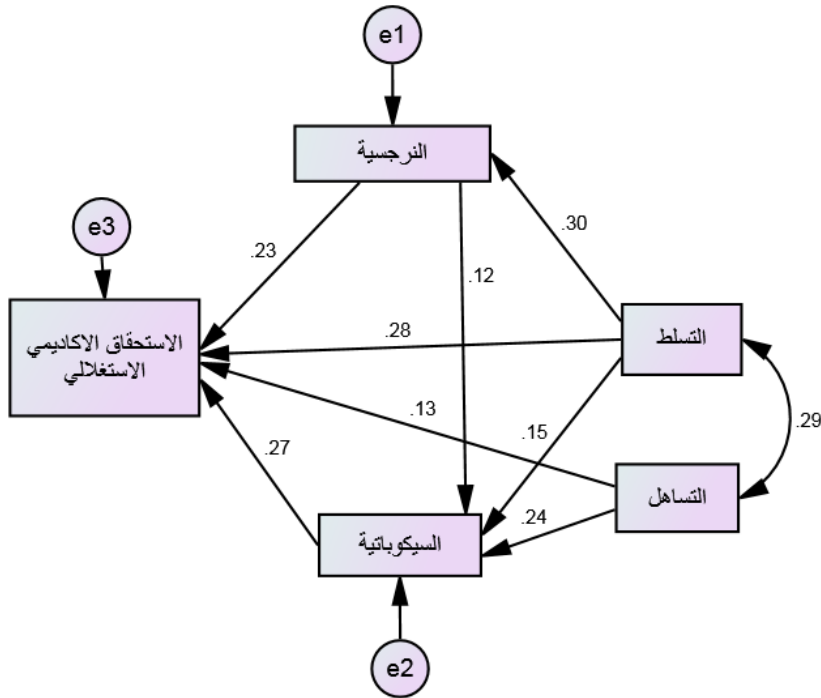 e1
النرجسية
e3
.30
.23
.12
الاستحقاق الاكاديمي
الاستغلالي
.28
التسلط
.13
.15
.29
.27
التساهل
.24
السيكوباتية
e2